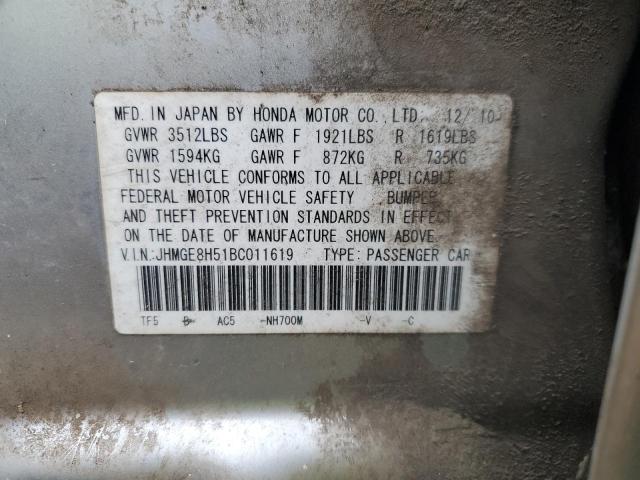 MFD. IN JAPAN BY HONDA MOTOR CO., LTD. 12/10
GVWR 3512LBS GAWR F 1921LBS R 1619LBS
GVWR 1594KG GAWR F 872KG R 735KG
THIS VEHICLE CONFORMS TO ALL APPLICABLE
FEDERAL MOTOR VEHICLE SAFETY BUMPER
AND THEFT PREVENTION STANDARDS IN EFFECT
ON THE DATE OF MANUFACTURE SHOWN ABOVE.
V.I.N.:JHMGE8H51BC011619 TYPE: PASSENGER CAR
TF5 B- AC5 -NH700M -V -C